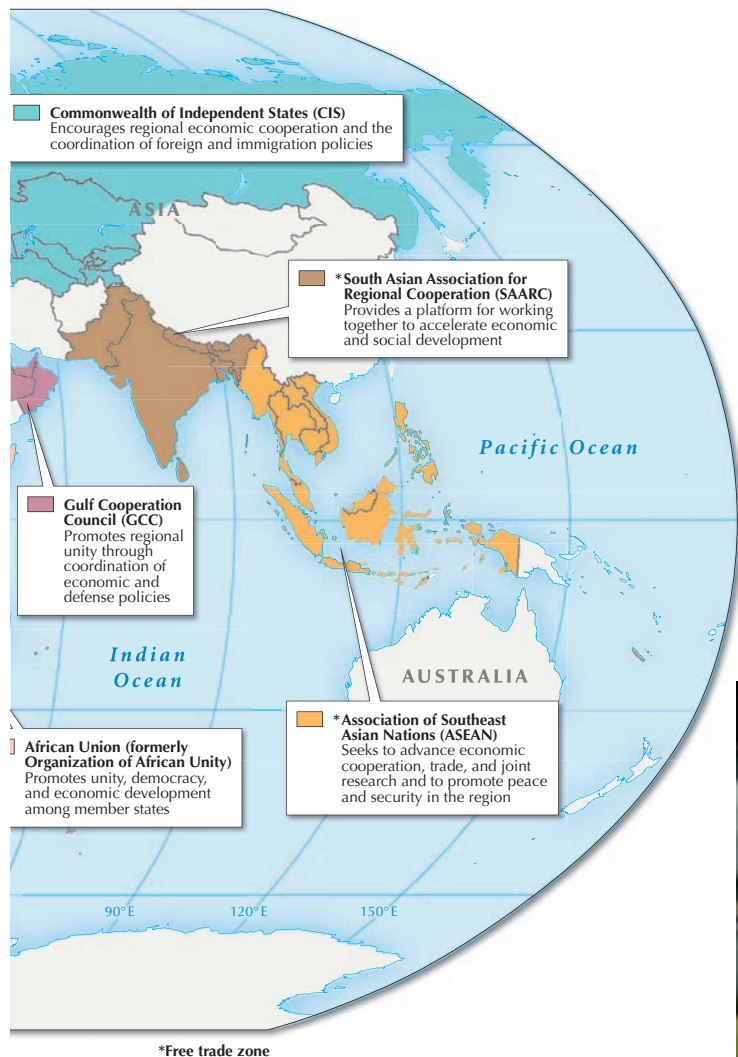 Commonwealth of Independent States (CIS)
Encourages regional economic cooperation and the
coordination of foreign and immigration policies
ASIA
*South Asian Association for
Regional Cooperation (SAARC)
Provides a platform for working
together to accelerate economic
and social development
Pacific Ocean
Gulf Cooperation
Council (GCC)
Promotes regional
unity through
coordination of
economic and
defense policies
Indian
Ocean
AUSTRALIA
*Association of Southeast
Asian Nations (ASEAN)
Seeks to advance economic
cooperation, trade, and joint
research and to promote peace
and security in the region
African Union (formerly
Organization of African Unity)
Promotes unity, democracy,
and economic development
among member states
90°E
120°E
150°E
*Free trade zone